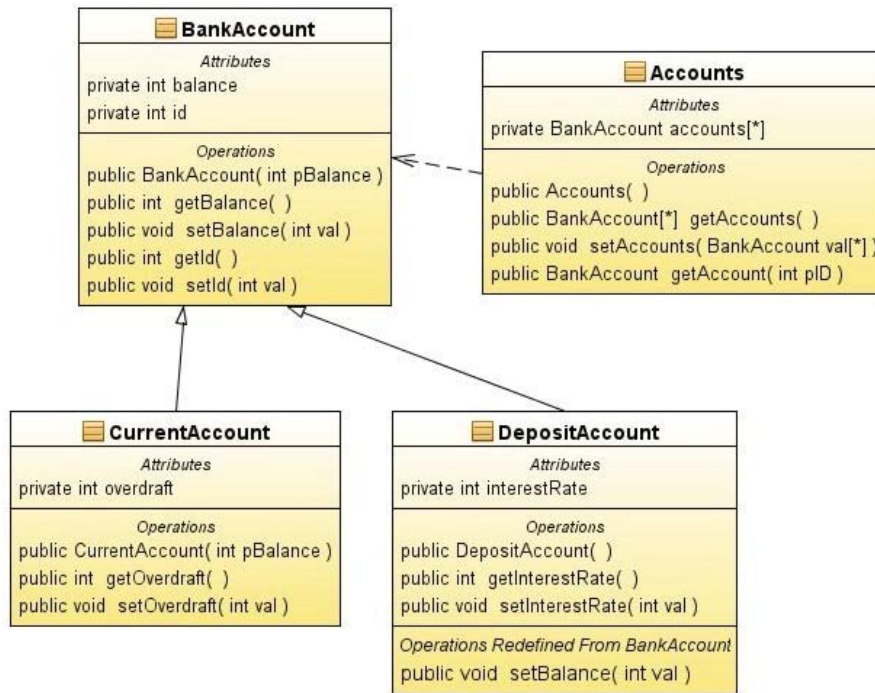 BankAccount
Attributes
private int balance
private int id
Operations
public BankAccount( int pBalance )
public int getBalance( )
public void setBalance( int val )
public int getId( )
public void setId( int val )
Accounts
Attributes
private BankAccount accounts[*]
Operations
public Accounts( )
public BankAccount[*] getAccounts( )
public void setAccounts( BankAccount val[*] )
public BankAccount getAccount( int pID )
CurrentAccount
Attributes
private int overdraft
Operations
public CurrentAccount( int pBalance )
public int getOverdraft( )
public void setOverdraft( int val )
DepositAccount
Attributes
private int interestRate
Operations
public DepositAccount( )
public int getInterestRate( )
public void setInterestRate( int val )
Operations Redefined From BankAccount
public void setBalance( int val )